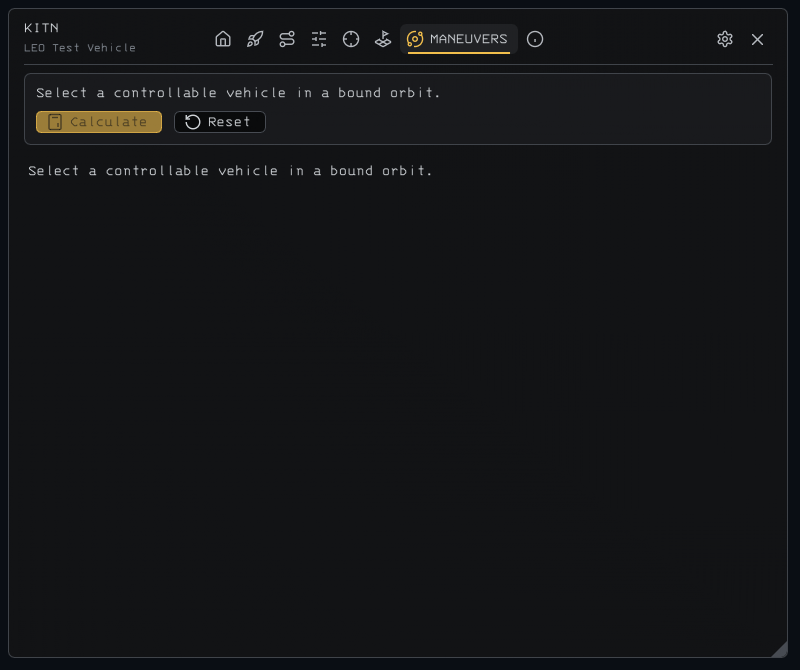 KITN
LEO Test Vehicle
MANEUVERS
Select a controllable vehicle in a bound orbit.
Calculate
Reset
Select a controllable vehicle in a bound orbit.